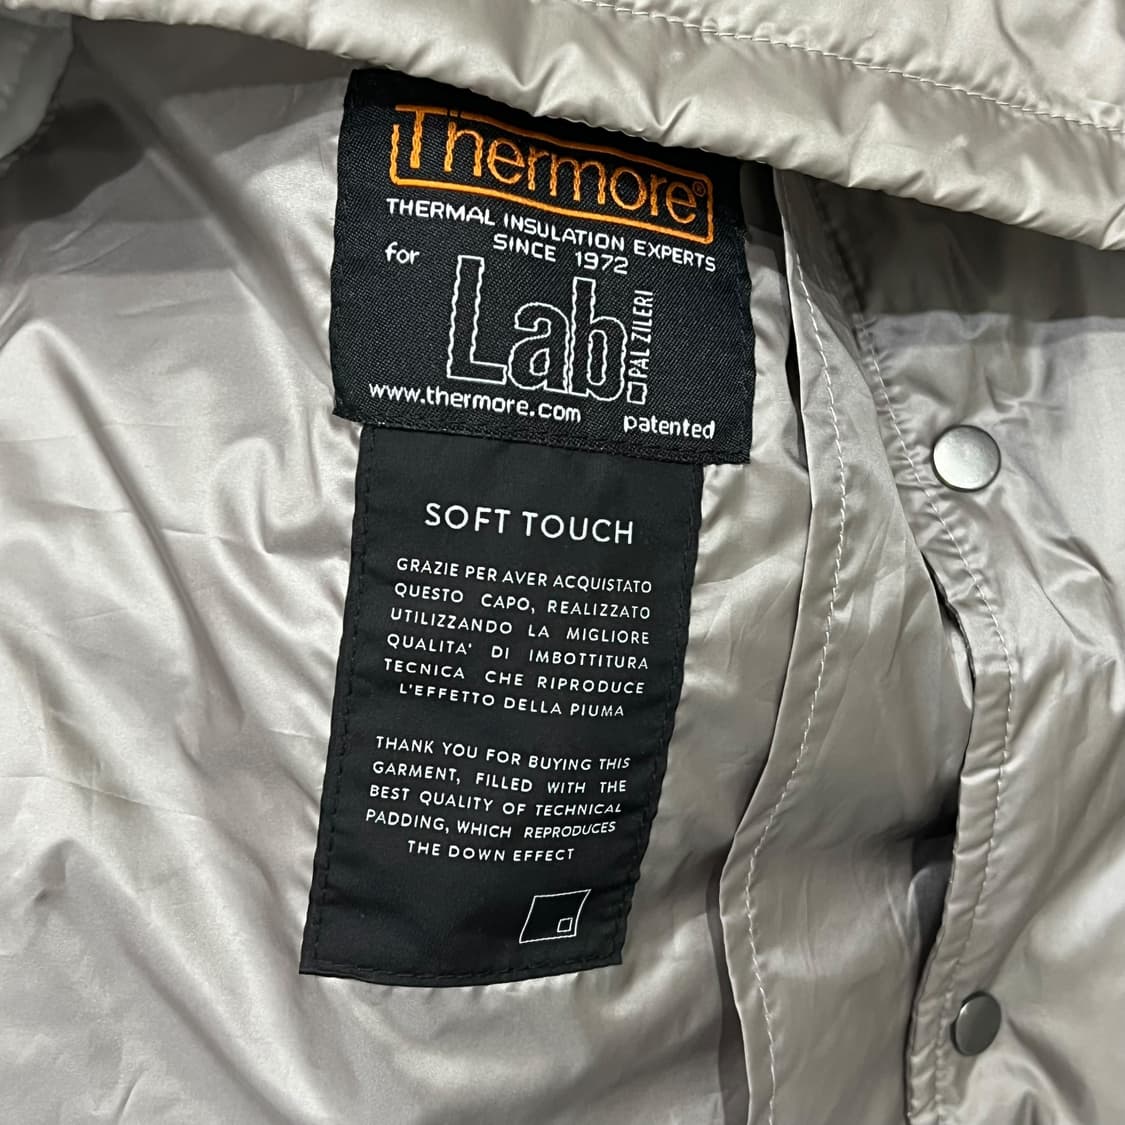 Thermore®
THERMAL INSULATION EXPERTS
SINCE 1972
for
Lab.
PAL ZILERI
www.thermore.com
patented
SOFT TOUCH
GRAZIE PER AVER ACQUISTATO
QUESTO CAPO, REALIZZATO
UTILIZZANDO LA MIGLIORE
QUALITA' DI IMBOTTITURA
TECNICA CHE RIPRODUCE
L'EFFETTO DELLA PIUMA
THANK YOU FOR BUYING THIS
GARMENT, FILLED WITH THE
BEST QUALITY OF TECHNICAL
PADDING, WHICH REPRODUCES
THE DOWN EFFECT